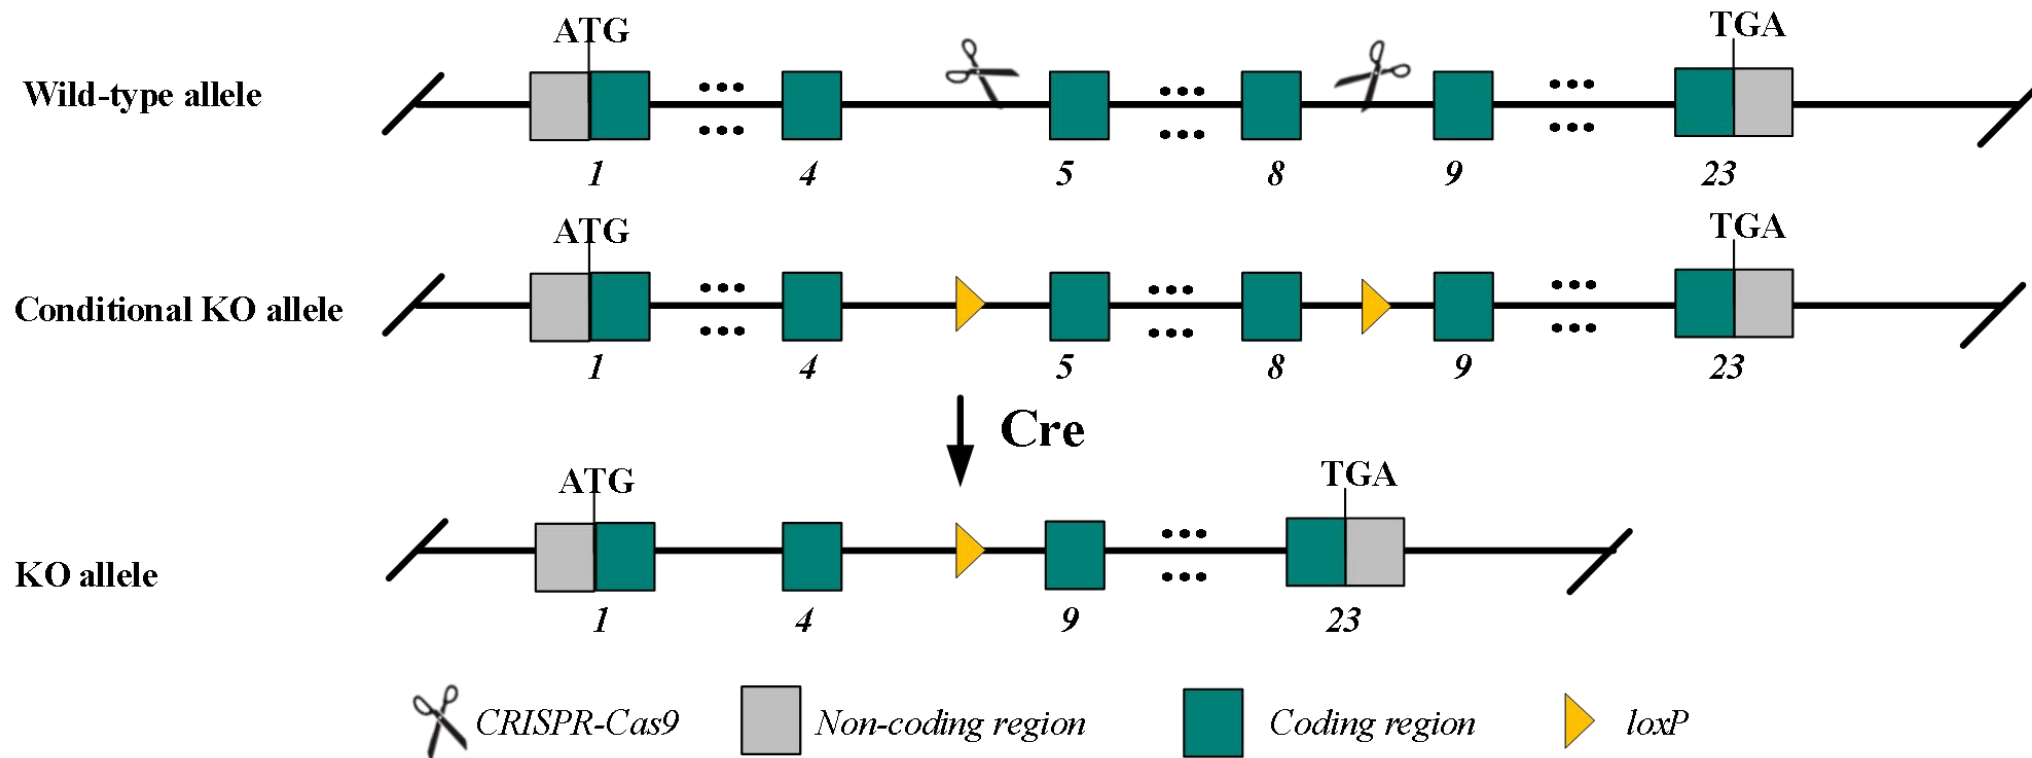 ATG TGA
Wild-type allele
1 4 5 8 9 23
ATG TGA
Conditional KO allele
1 4 5 8 9 23
Cre
ATG TGA
KO allele
1 4 9 23
CRISPR-Cas9 Non-coding region Coding region loxP